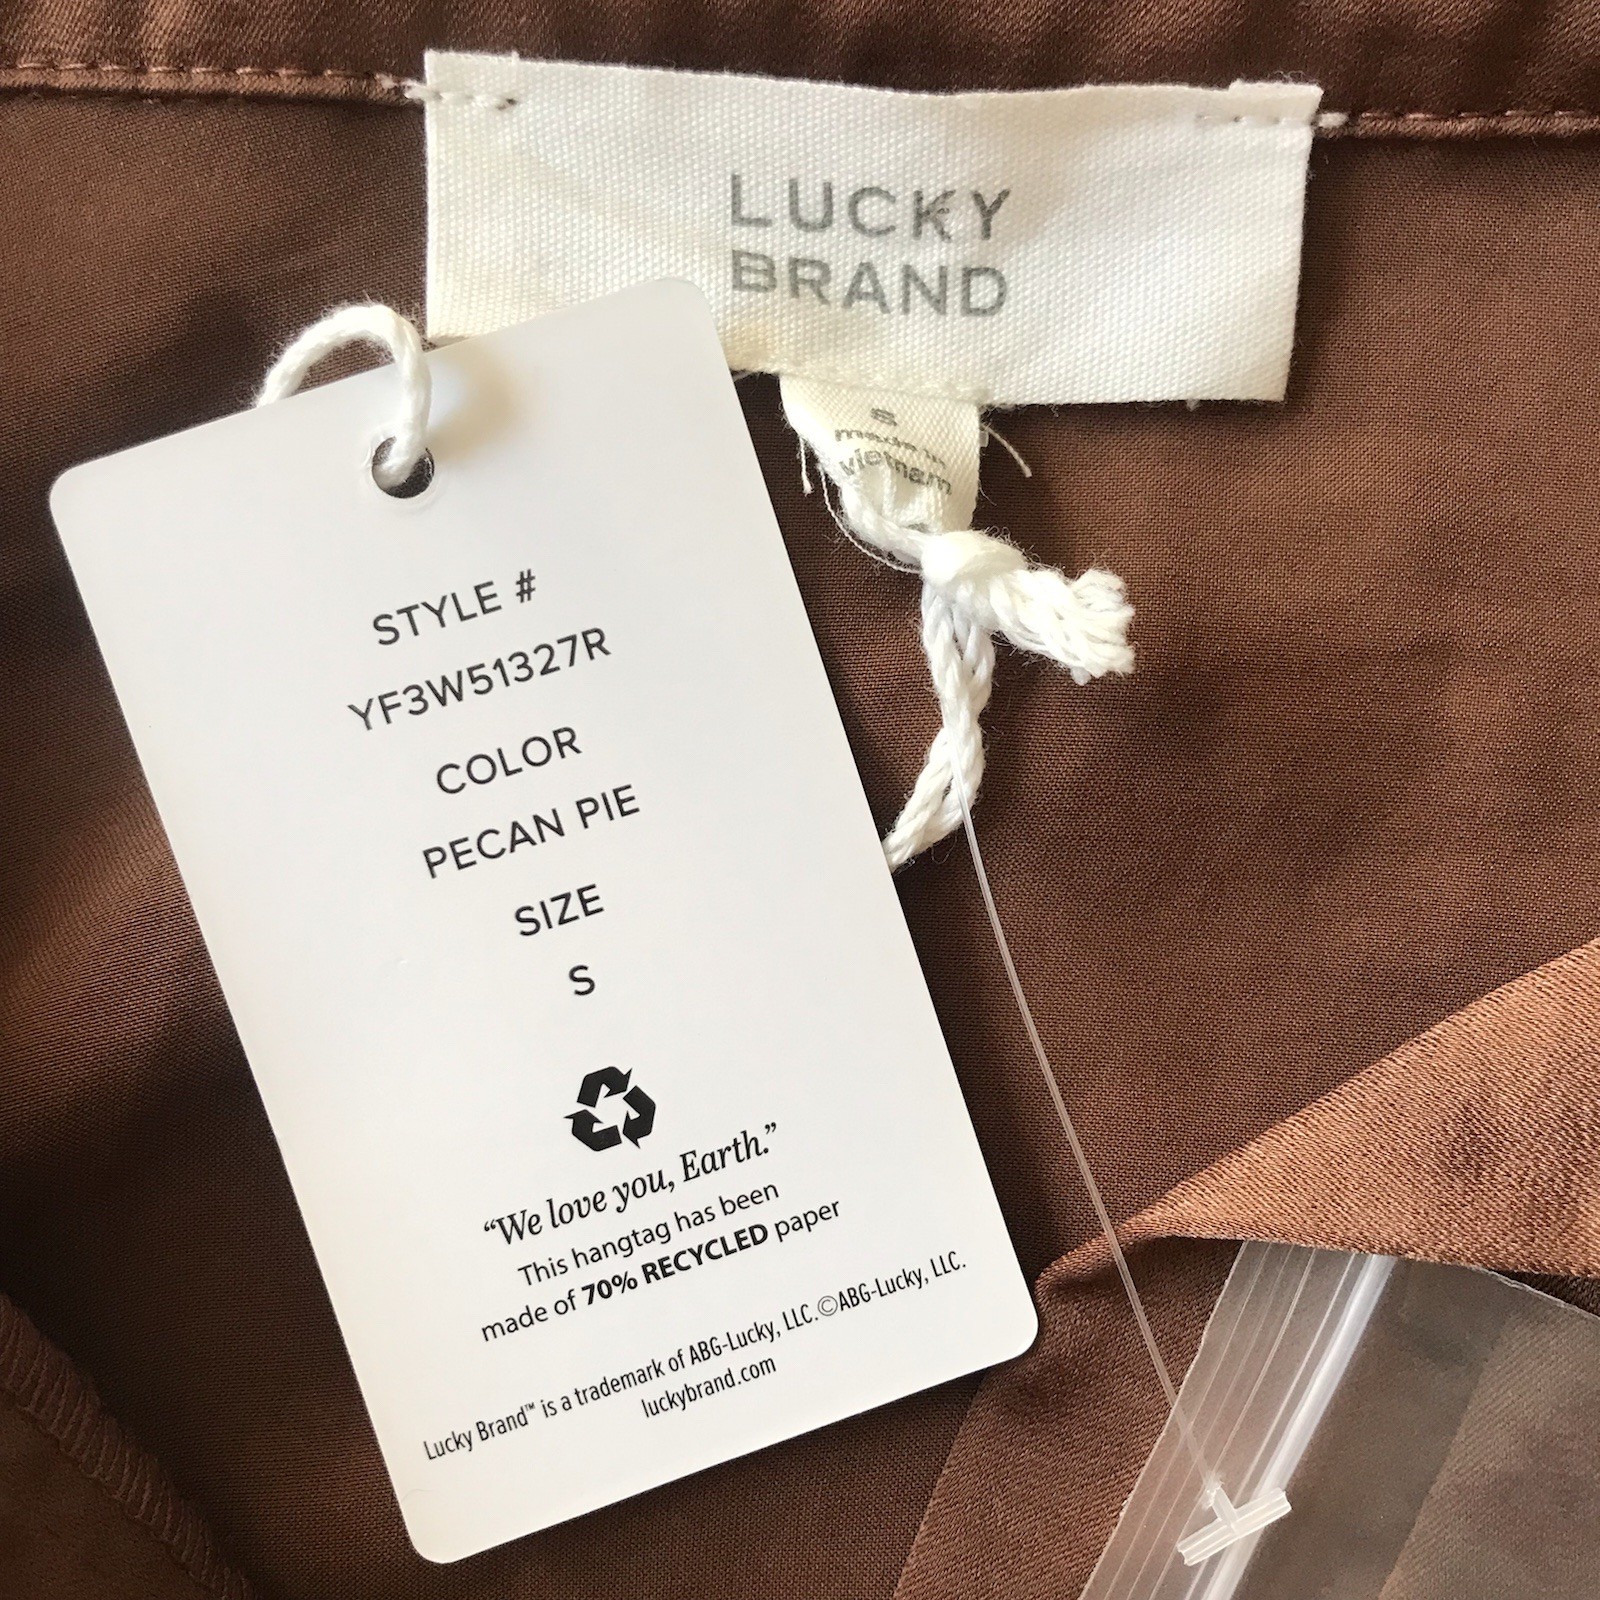 LUCKY
BRAND
S
made in
vietnam
STYLE #
YF3W51327R
COLOR
PECAN PIE
SIZE
S
“We love you, Earth.”
This hangtag has been
made of 70% RECYCLED paper
Lucky Brand™ is a trademark of ABG-Lucky, LLC. ©ABG-Lucky, LLC.
luckybrand.com